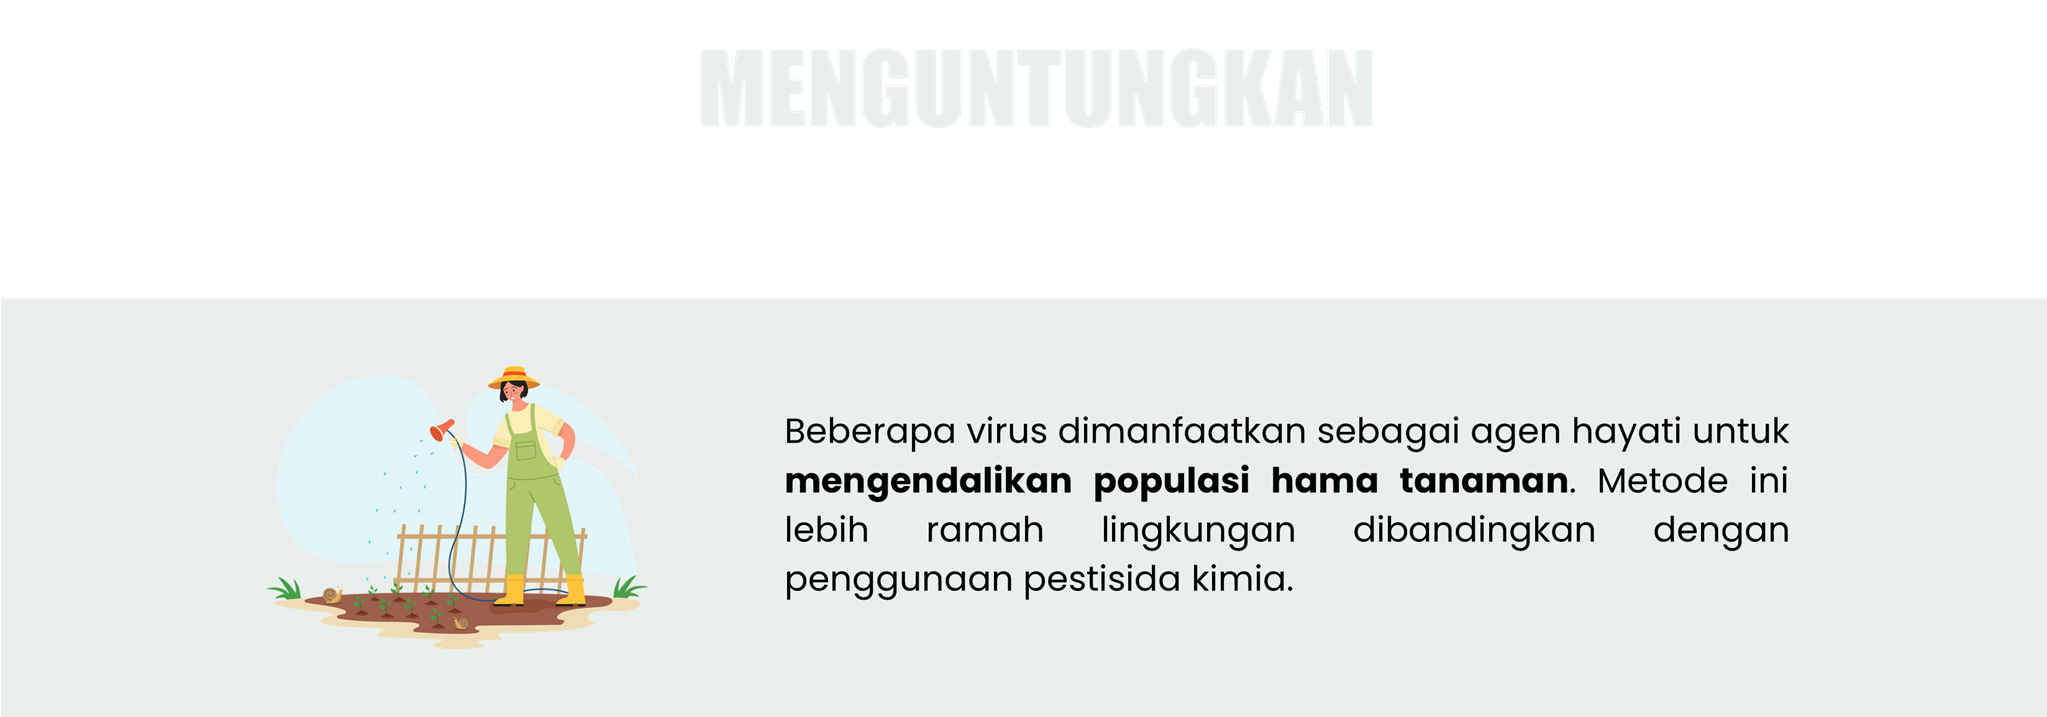 MENGUNTUNGKAN
Beberapa virus dimanfaatkan sebagai agen hayati untuk
mengendalikan populasi hama tanaman. Metode ini
lebih ramah lingkungan dibandingkan dengan
penggunaan pestisida kimia.